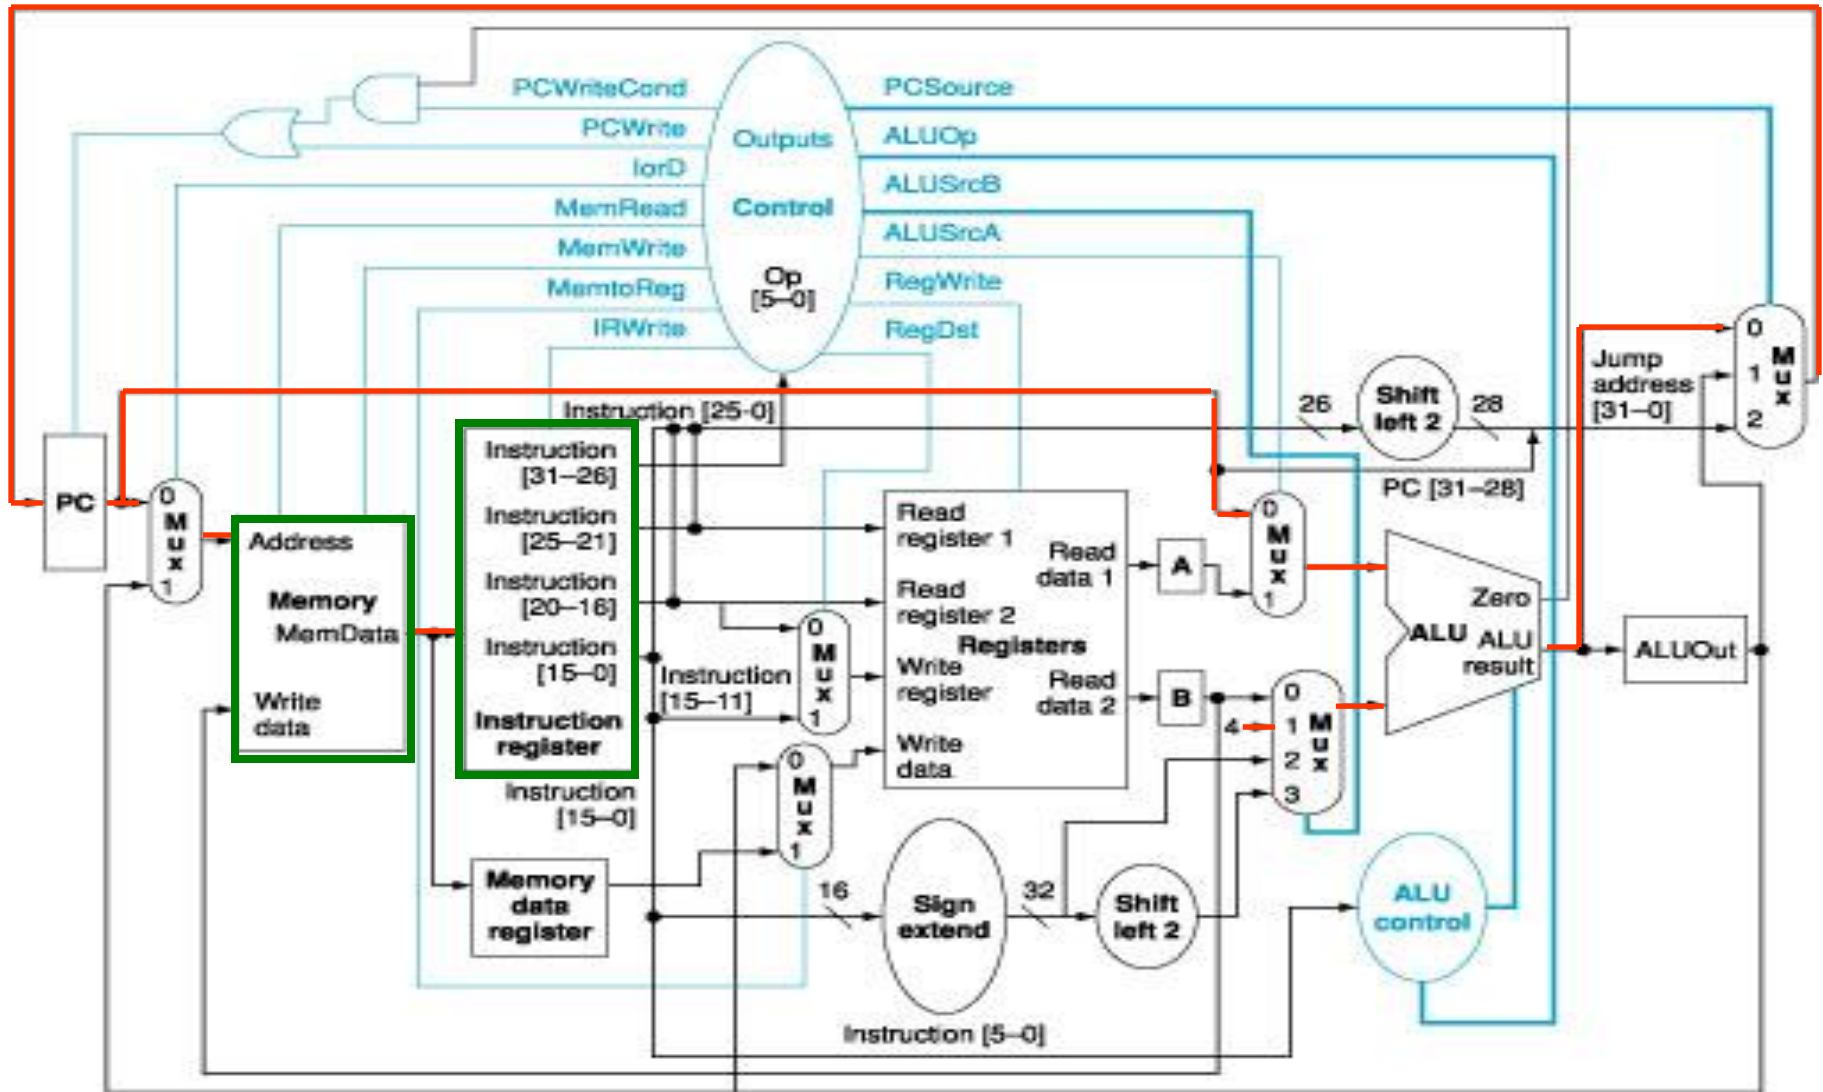 PCWriteCond
PCWrite
IorD
MemRead
MemWrite
MemtoReg
IRWrite
Outputs
Control
Op
[5–0]
PCSource
ALUOp
ALUSrcB
ALUSrcA
RegWrite
RegDst
PC
0
M
u
x
1
Address
Memory
MemData
Write
data
Instruction [25-0]
Instruction
[31–26]
Instruction
[25–21]
Instruction
[20–16]
Instruction
[15–0]
Instruction
register
Instruction
[15–0]
Memory
data
register
Instruction
[15–11]
0
M
u
x
1
0
M
u
x
1
16
Sign
extend
32
Shift
left 2
Read
register 1
Read
register 2
Registers
Write
register
Write
data
Read
data 1
Read
data 2
A
B
4
0
M
u
x
1
0
1
2
3
M
u
x
26
Shift
left 2
28
PC [31–28]
Jump
address
[31–0]
0
1
2
M
u
x
Zero
ALU
ALU
result
ALUOut
ALU
control
Instruction [5–0]